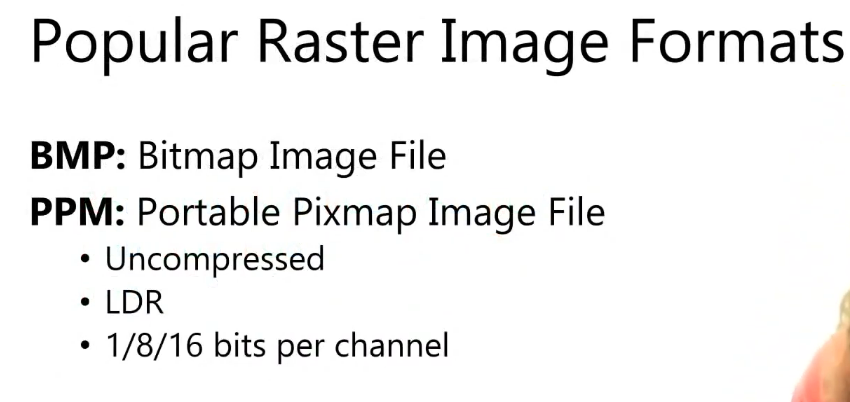 Popular Raster Image Formats
BMP: Bitmap Image File
PPM: Portable Pixmap Image File
• Uncompressed
• LDR
• 1/8/16 bits per channel